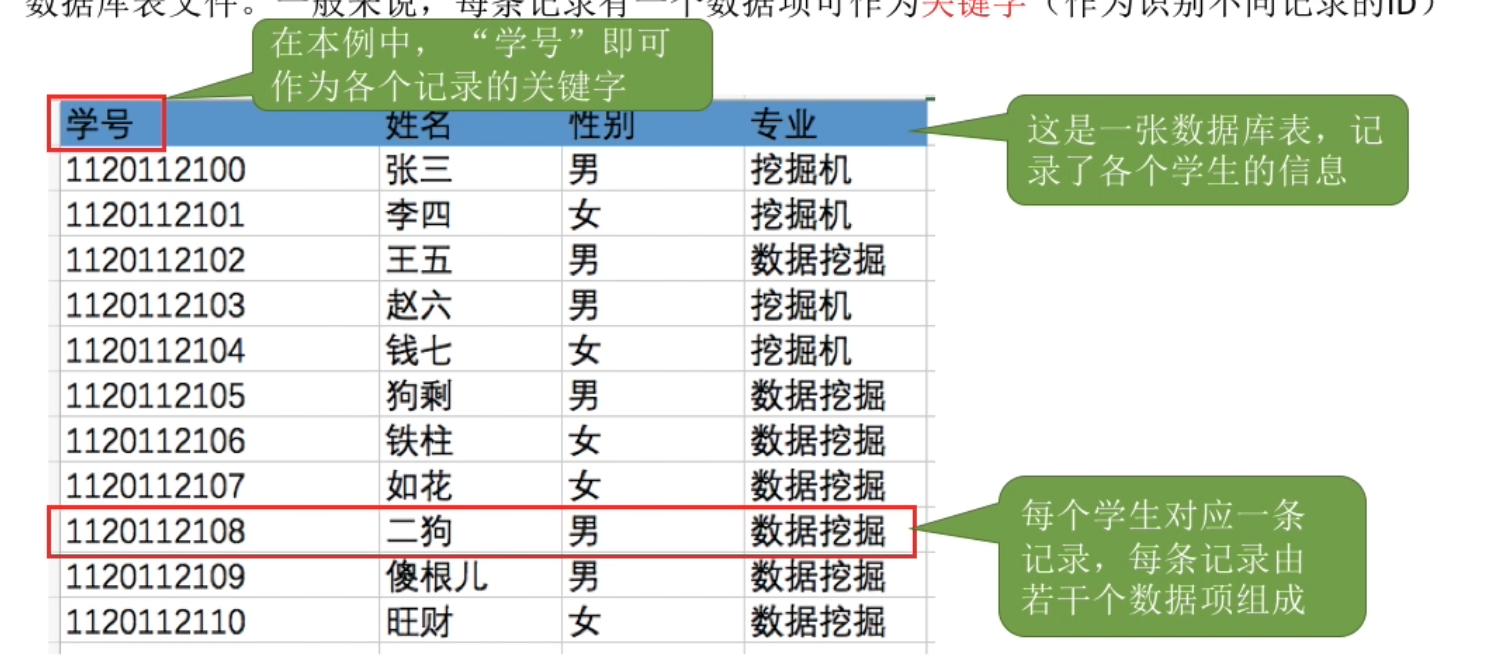 数据库表文件。一般来说，每条记录有一个数据项可作为关键字（作为识别不同记录的ID）
在本例中，“学号”即可
作为各个记录的关键字
学号 姓名 性别 专业
这是一张数据库表，记
录了各个学生的信息
1120112100 张三 男 挖掘机
1120112101 李四 女 挖掘机
1120112102 王五 男 数据挖掘
1120112103 赵六 男 挖掘机
1120112104 钱七 女 挖掘机
1120112105 狗剩 男 数据挖掘
1120112106 铁柱 女 数据挖掘
1120112107 如花 女 数据挖掘
1120112108 二狗 男 数据挖掘
每个学生对应一条
记录，每条记录由
若干个数据项组成
1120112109 傻根儿 男 数据挖掘
1120112110 旺财 女 数据挖掘